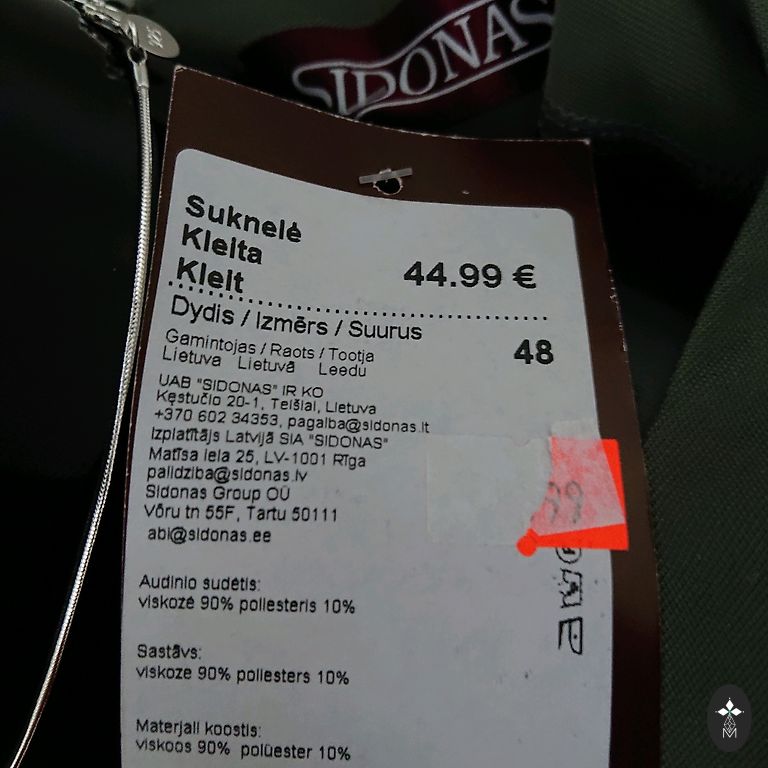 925
SIDONAS
Suknelė
Kleita
Kleit
44.99 €
Dydis / Izmērs / Suurus
48
Gamintojas / Raots / Tootja
Lietuva Lietuvā Leedu
UAB "SIDONAS" IR KO
Kęstučio 20-1, Telšiai, Lietuva
+370 602 34353, pagalba@sidonas.lt
Izplatītājs Latvijā SIA "SIDONAS"
Matīsa iela 25, LV-1001 Rīga
palidziba@sidonas.lv
Sidonas Group OÜ
Võru tn 55F, Tartu 50111
abi@sidonas.ee
Audinio sudėtis:
viskozė 90% poliesteris 10%
Sastāvs:
viskoze 90% poliesters 10%
Materjali koostis:
viskoos 90% polüester 10%
M